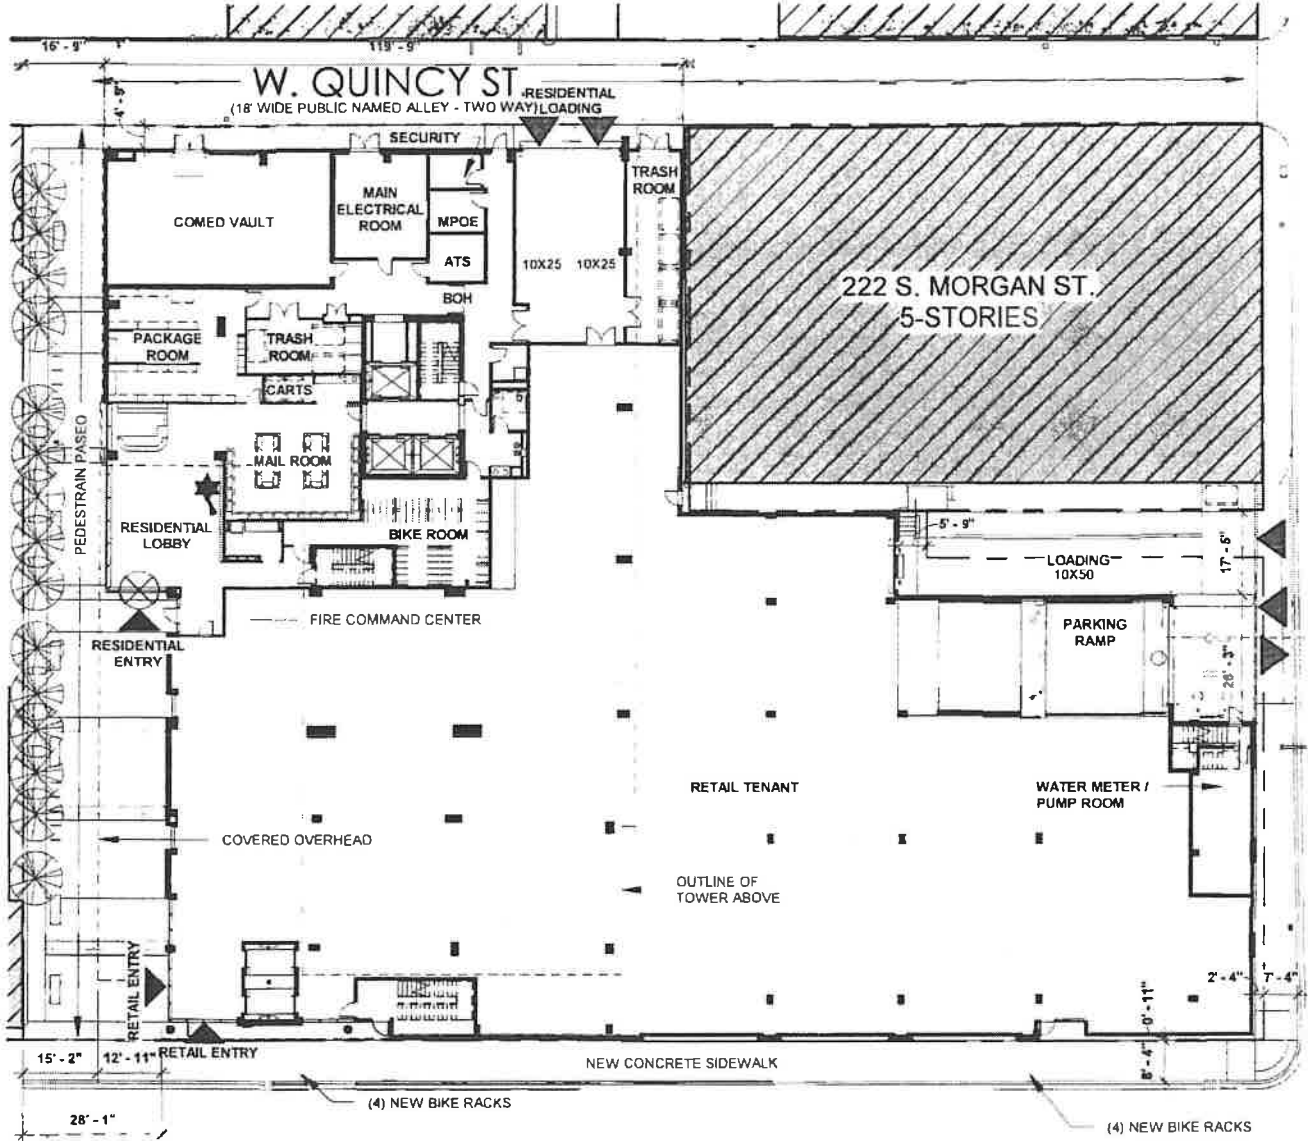 16' - 9"
119' - 9"
W. QUINCY ST.
(18' WIDE PUBLIC NAMED ALLEY - TWO WAY)
RESIDENTIAL
LOADING
4' - 9"
SECURITY
TRASH
ROOM
COMED VAULT
MAIN
ELECTRICAL
ROOM
MPOE
ATS
10X25
10X25
BOH
222 S. MORGAN ST.
5-STORIES
PACKAGE
ROOM
TRASH
ROOM
CARTS
PEDESTRAIN PASEO
MAIL ROOM
RESIDENTIAL
LOBBY
BIKE ROOM
5' - 9"
LOADING
10X50
17' - 5"
FIRE COMMAND CENTER
PARKING
RAMP
RESIDENTIAL
ENTRY
26' - 3"
RETAIL TENANT
WATER METER /
PUMP ROOM
COVERED OVERHEAD
OUTLINE OF
TOWER ABOVE
RETAIL ENTRY
2' - 4"
7' - 4"
0' - 11"
15' - 2"
12' - 11"
RETAIL ENTRY
NEW CONCRETE SIDEWALK
8' - 4"
(4) NEW BIKE RACKS
28' - 1"
(4) NEW BIKE RACKS